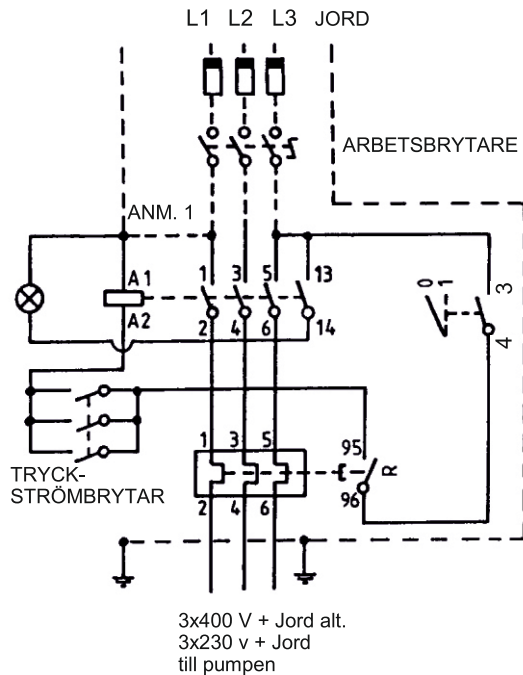 L1 L2 L3 JORD
ARBETSBRYTARE
ANM. 1
A1 1 3 5 13
0 1 3
A2 2 4 6 14
4
1 3 5 95
R
TRYCK-
STRÖMBRYTAR
2 4 6 96
3x400 V + Jord alt.
3x230 v + Jord
till pumpen